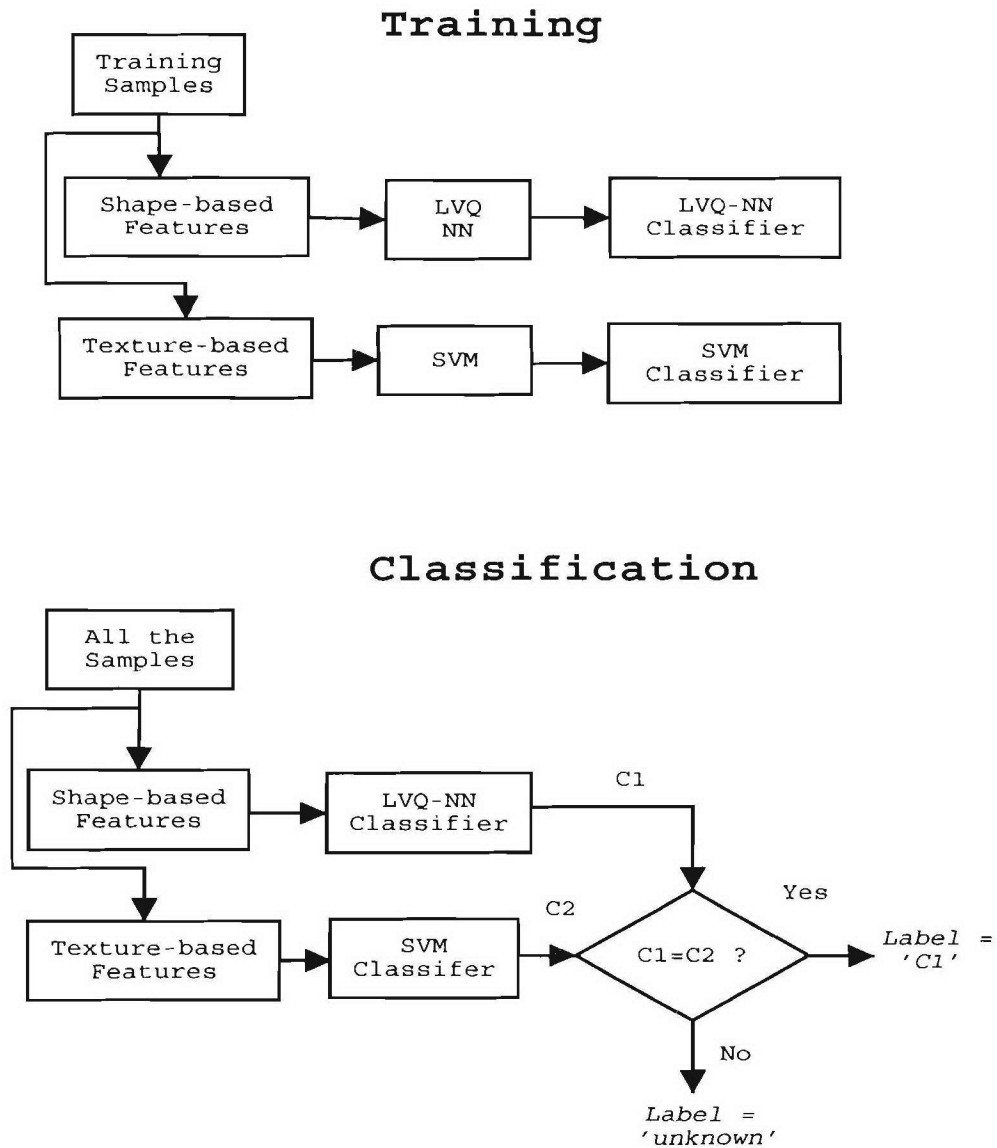 Training
Training
Samples
Shape-based
Features
LVQ
NN
LVQ-NN
Classifier
Texture-based
Features
SVM
SVM
Classifier
Classification
All the
Samples
Shape-based
Features
LVQ-NN
Classifier
C1
Texture-based
Features
SVM
Classifer
C2
C1=C2 ?
Yes
Label =
'C1'
No
Label =
'unknown'